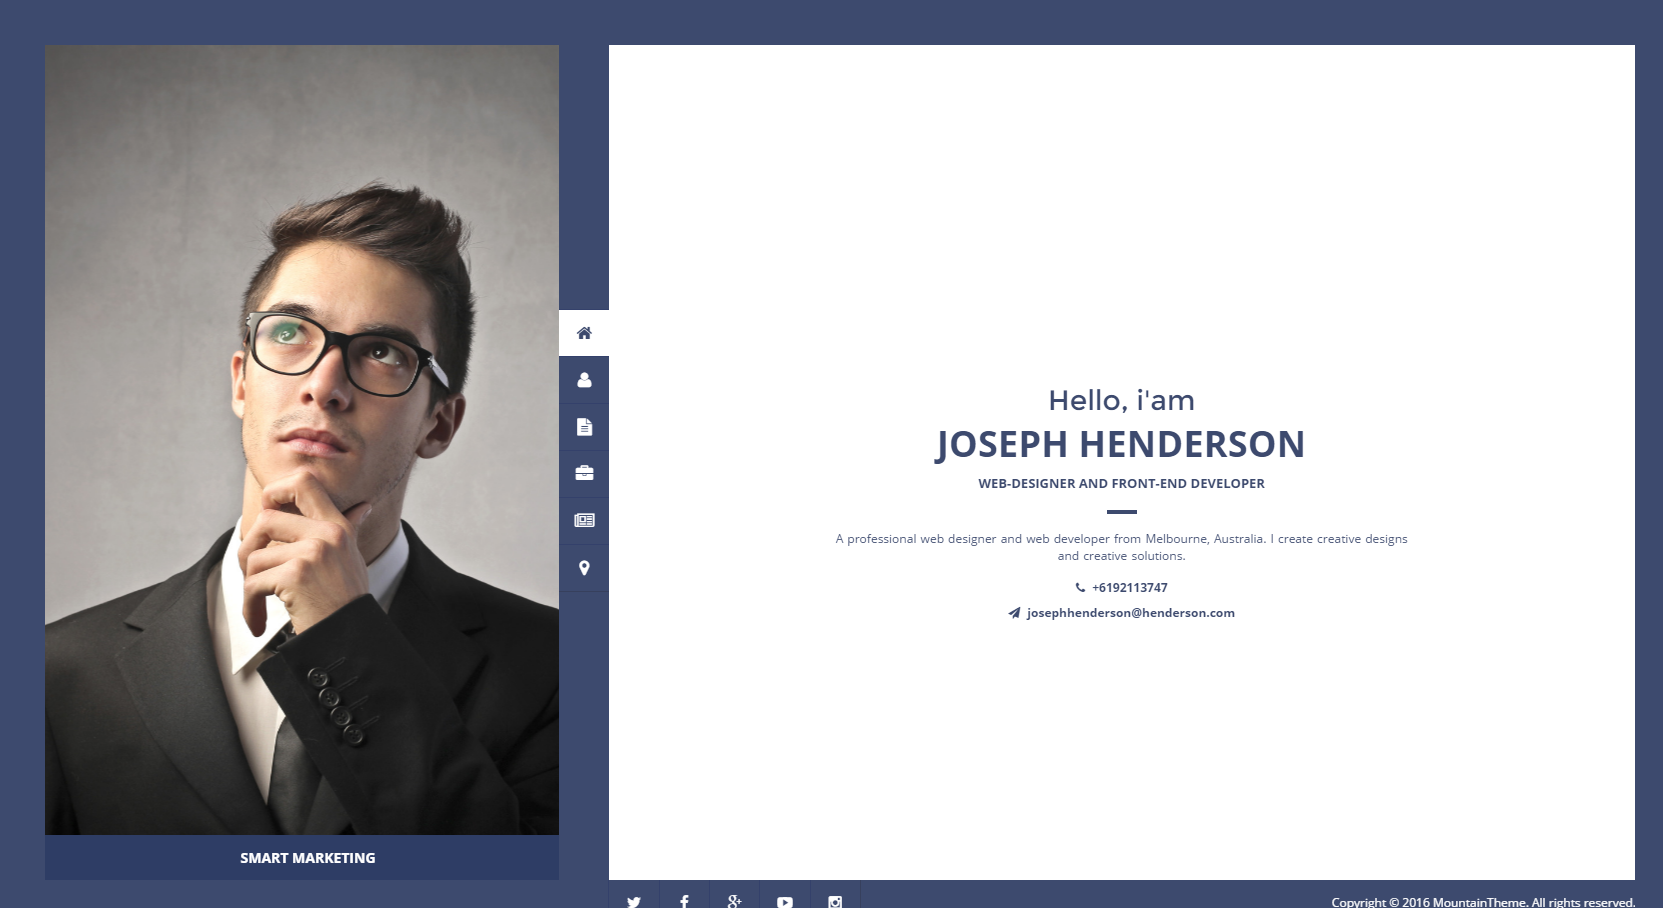 Hello, i'am
JOSEPH HENDERSON
WEB-DESIGNER AND FRONT-END DEVELOPER
A professional web designer and web developer from Melbourne, Australia. I create creative designs
and creative solutions.
+6192113747
josephhenderson@henderson.com
SMART MARKETING
Copyright © 2016 MountainTheme. All rights reserved.